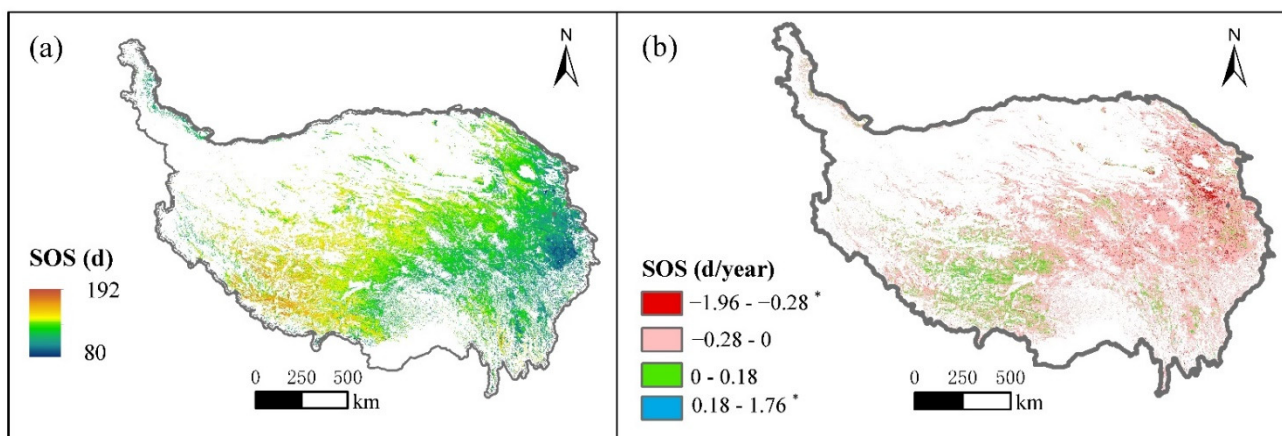 (a)
N
SOS (d)
192
80
0 250 500
km
(b)
N
SOS (d/year)
−1.96 - −0.28 *
−0.28 - 0
0 - 0.18
0.18 - 1.76 *
0 250 500
km